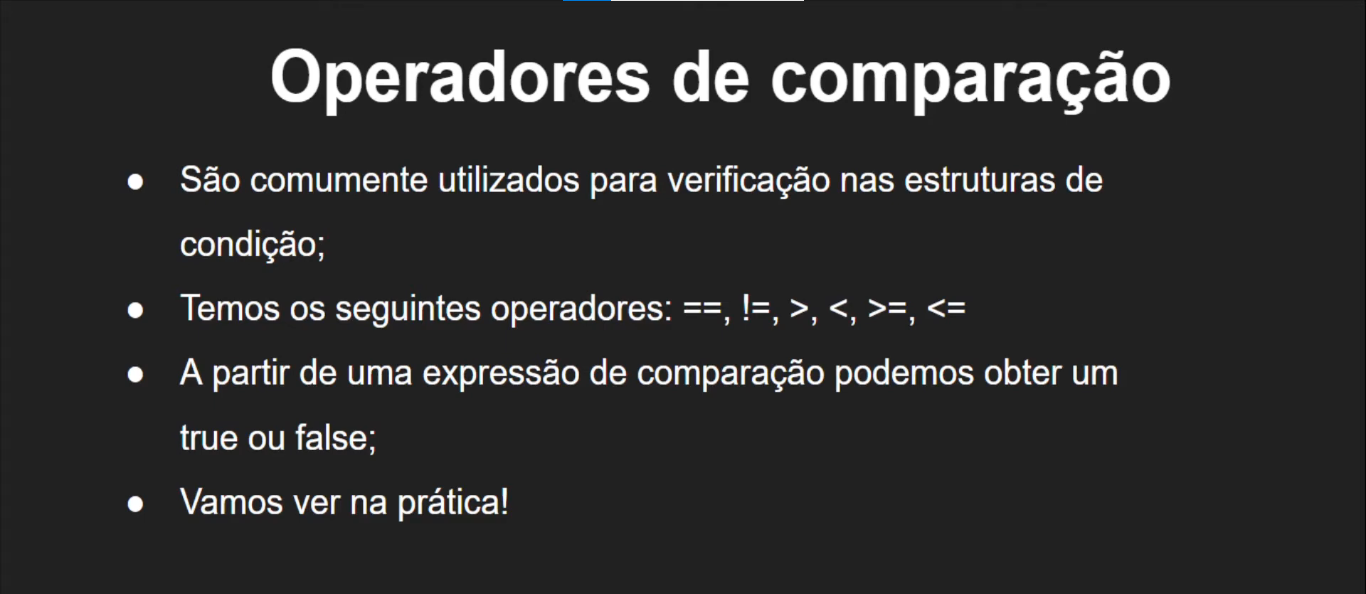 Operadores de comparação
● São comumente utilizados para verificação nas estruturas de
condição;
● Temos os seguintes operadores: ==, !=, >, <, >=, <=
● A partir de uma expressão de comparação podemos obter um
true ou false;
● Vamos ver na prática!